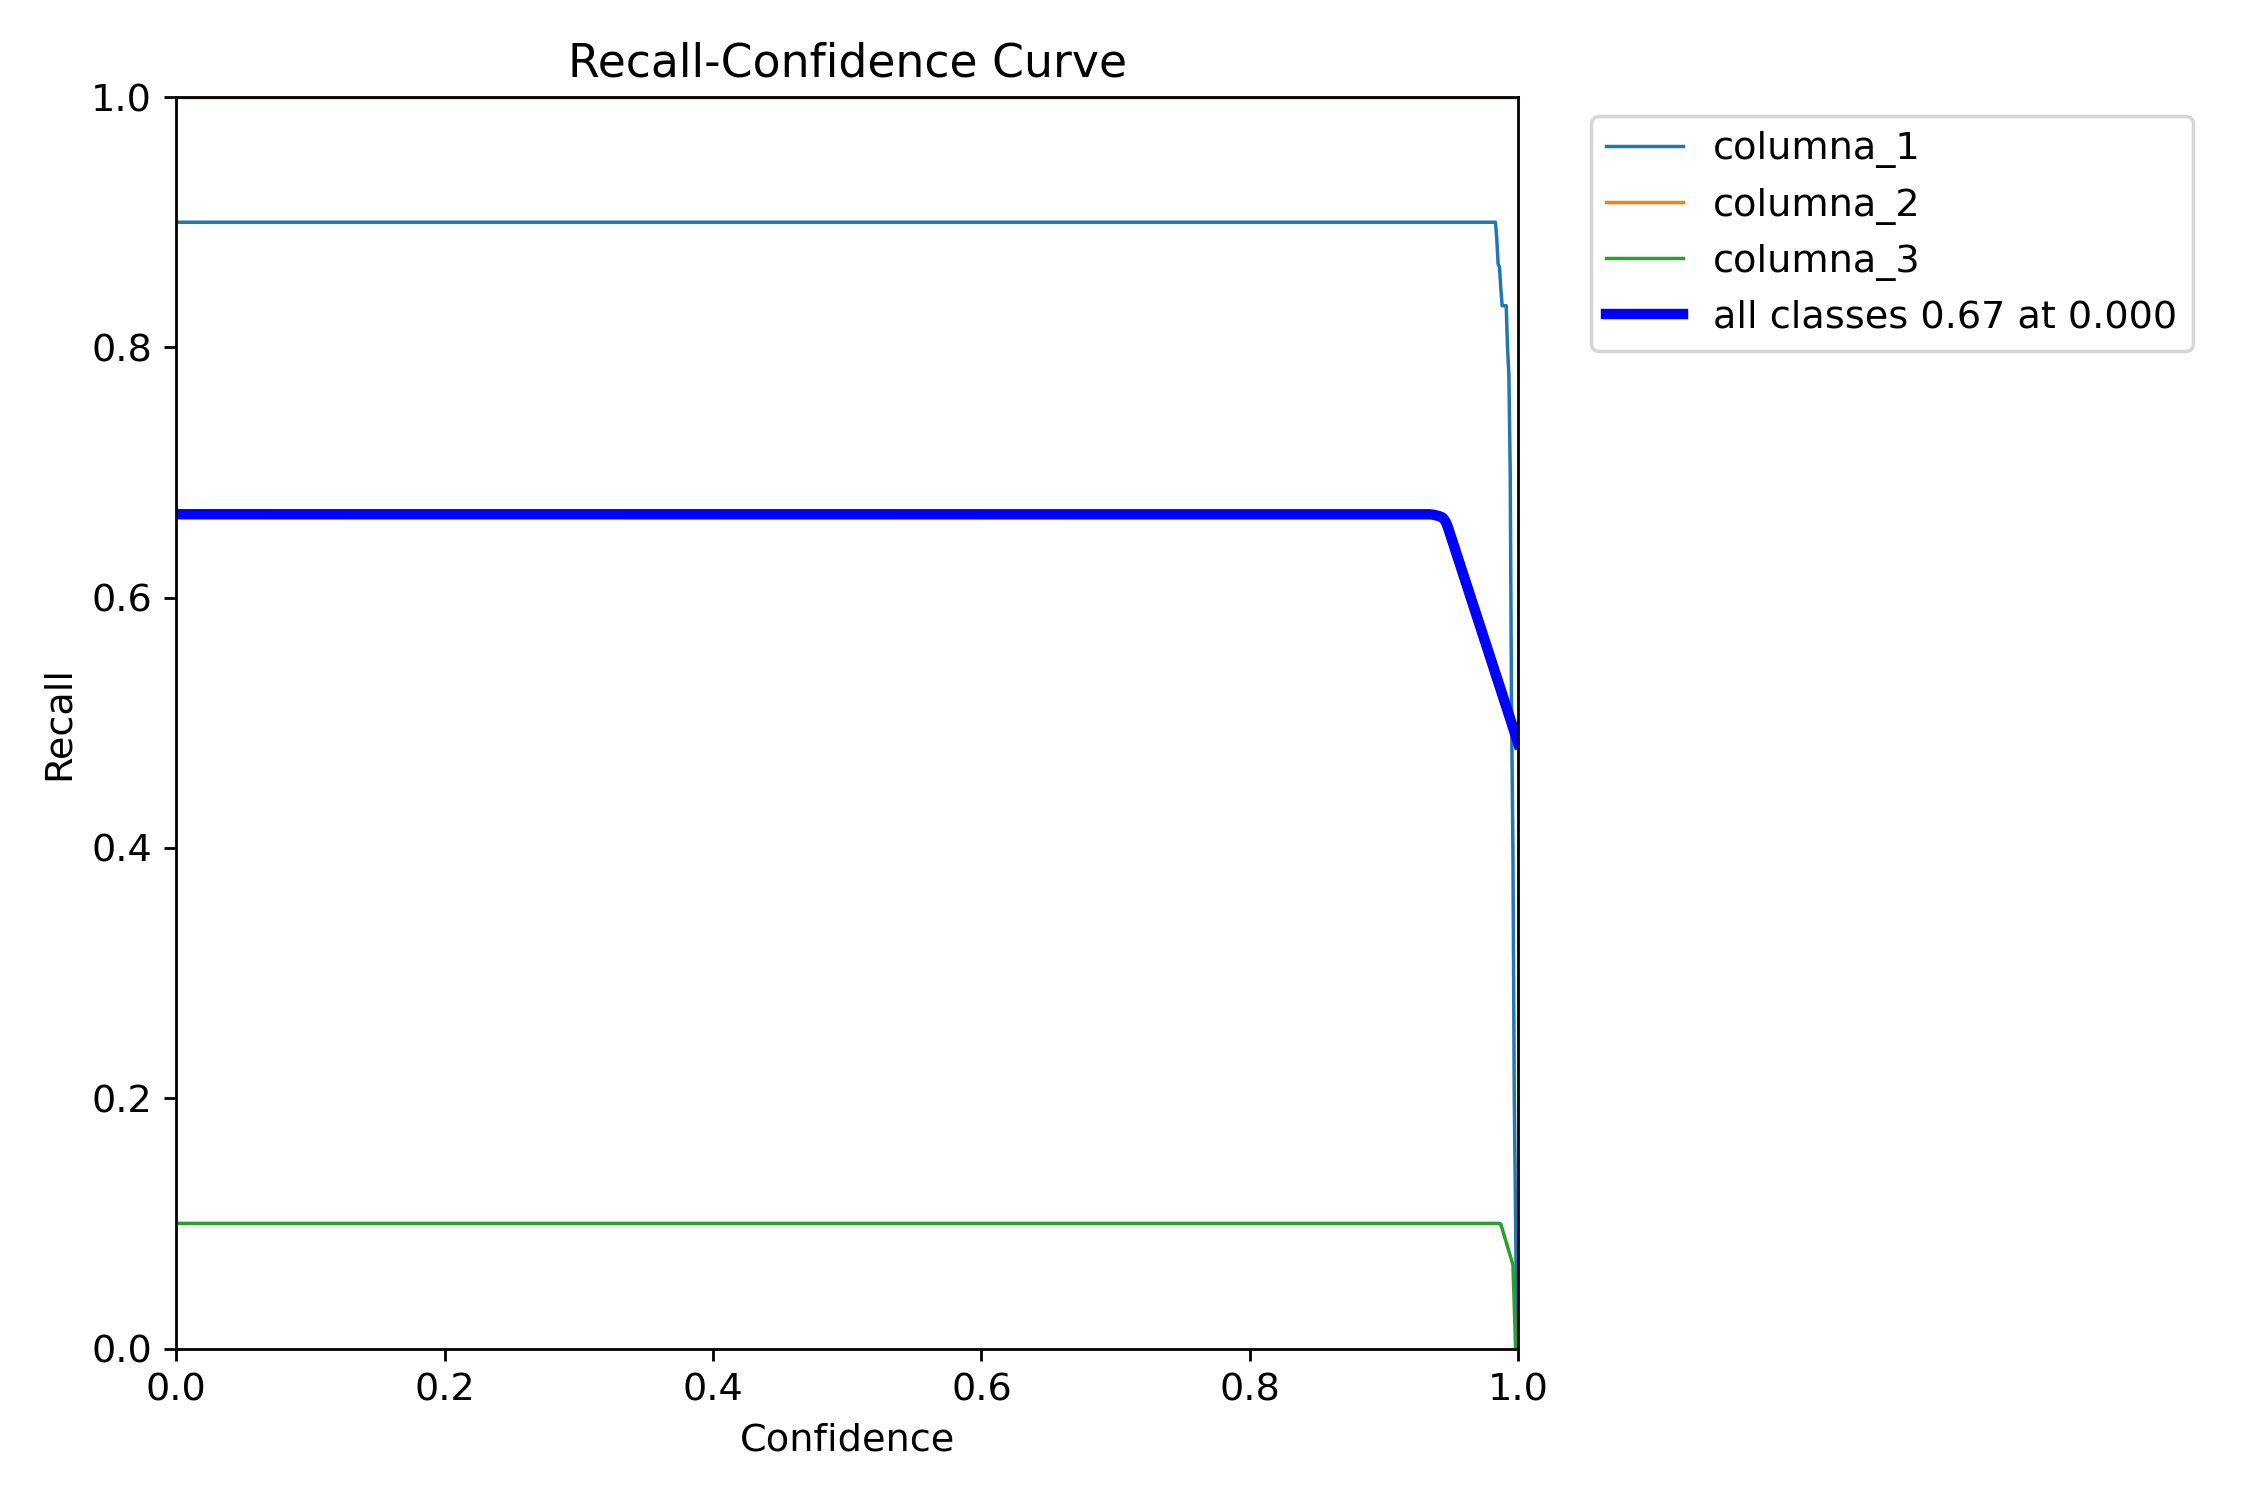 Recall-Confidence Curve
1.0
0.8
0.6
0.4
0.2
0.0
Recall
0.0 0.2 0.4 0.6 0.8 1.0
Confidence
columna_1
columna_2
columna_3
all classes 0.67 at 0.000